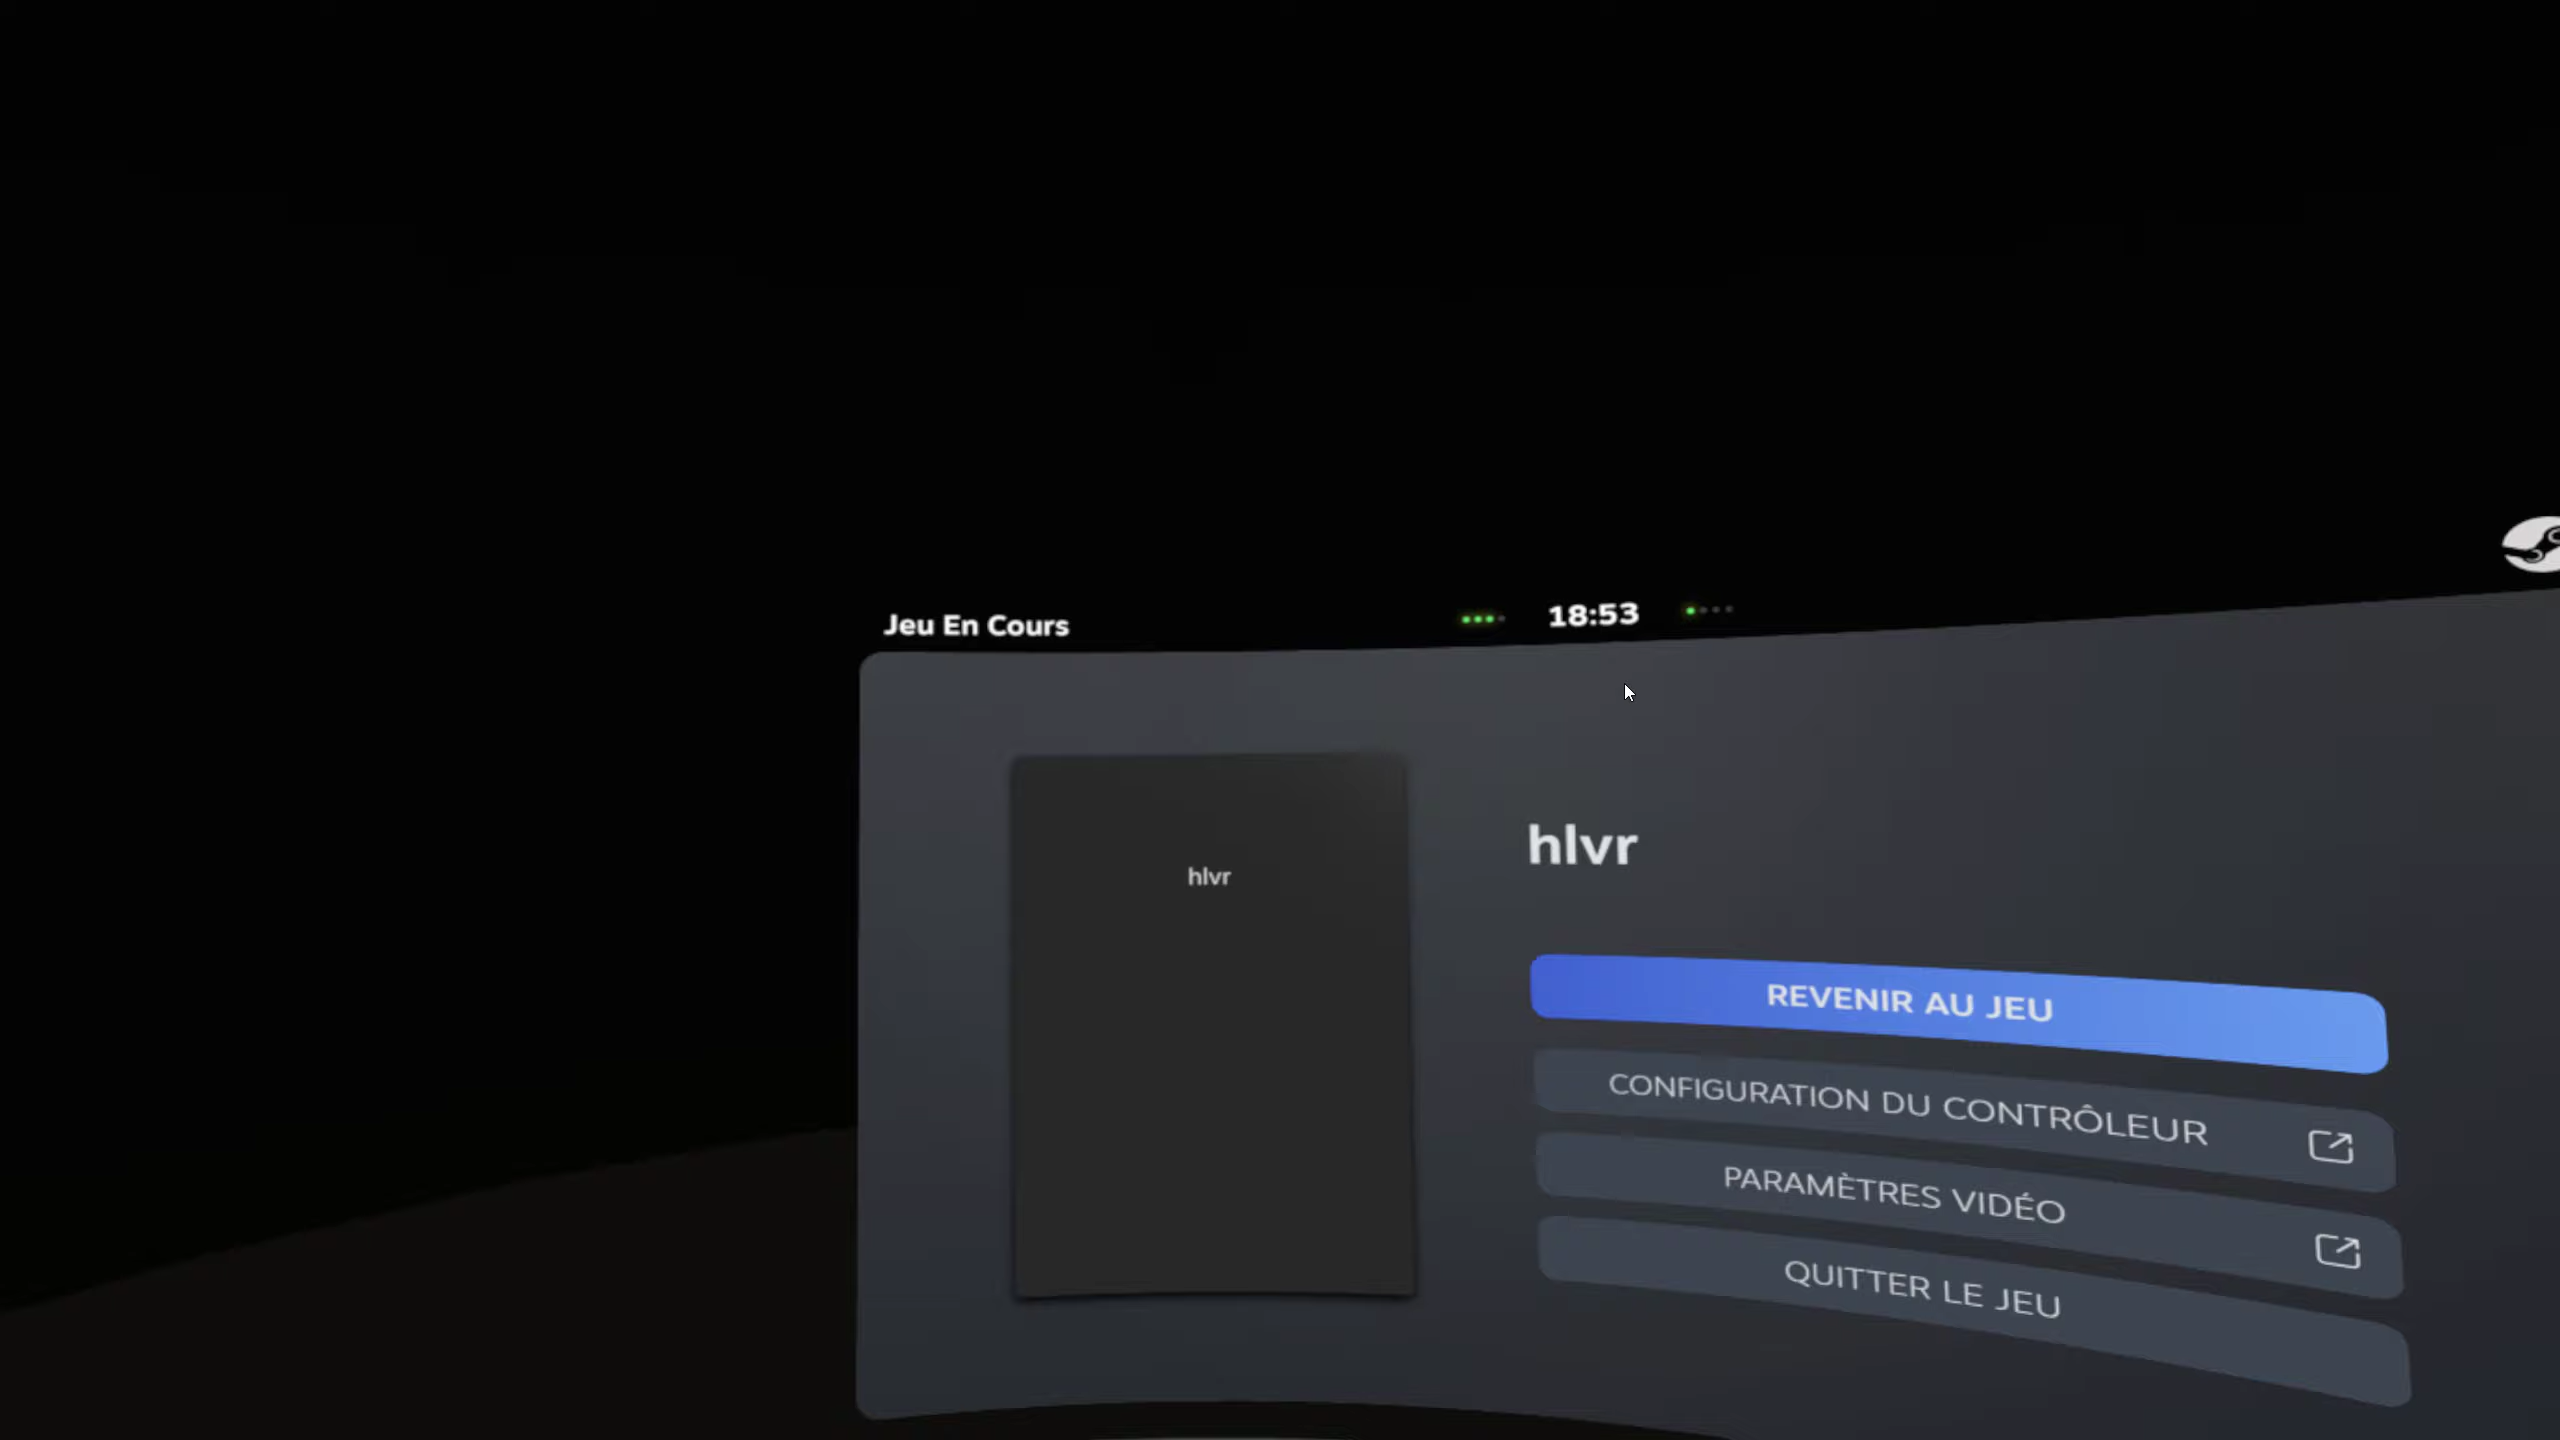 Jeu En Cours
18:53
hlvr
hlvr
REVENIR AU JEU
CONFIGURATION DU CONTRÔLEUR
PARAMÈTRES VIDÉO
QUITTER LE JEU